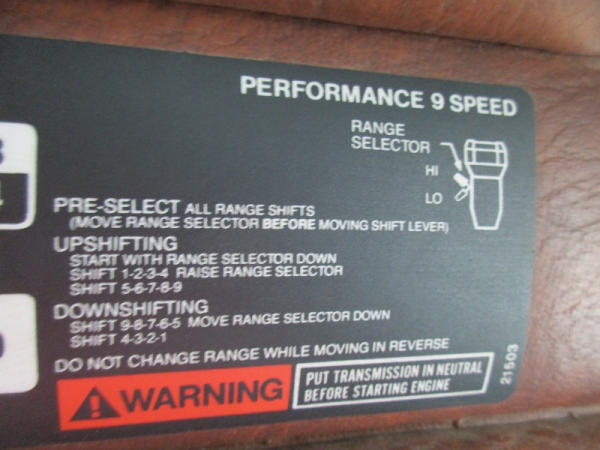 PERFORMANCE 9 SPEED
RANGE
SELECTOR
HI
LO
PRE-SELECT ALL RANGE SHIFTS
(MOVE RANGE SELECTOR BEFORE MOVING SHIFT LEVER)
UPSHIFTING
START WITH RANGE SELECTOR DOWN
SHIFT 1-2-3-4 RAISE RANGE SELECTOR
SHIFT 5-6-7-8-9
DOWNSHIFTING
SHIFT 9-8-7-6-5 MOVE RANGE SELECTOR DOWN
SHIFT 4-3-2-1
DO NOT CHANGE RANGE WHILE MOVING IN REVERSE
WARNING
PUT TRANSMISSION IN NEUTRAL
BEFORE STARTING ENGINE
21503